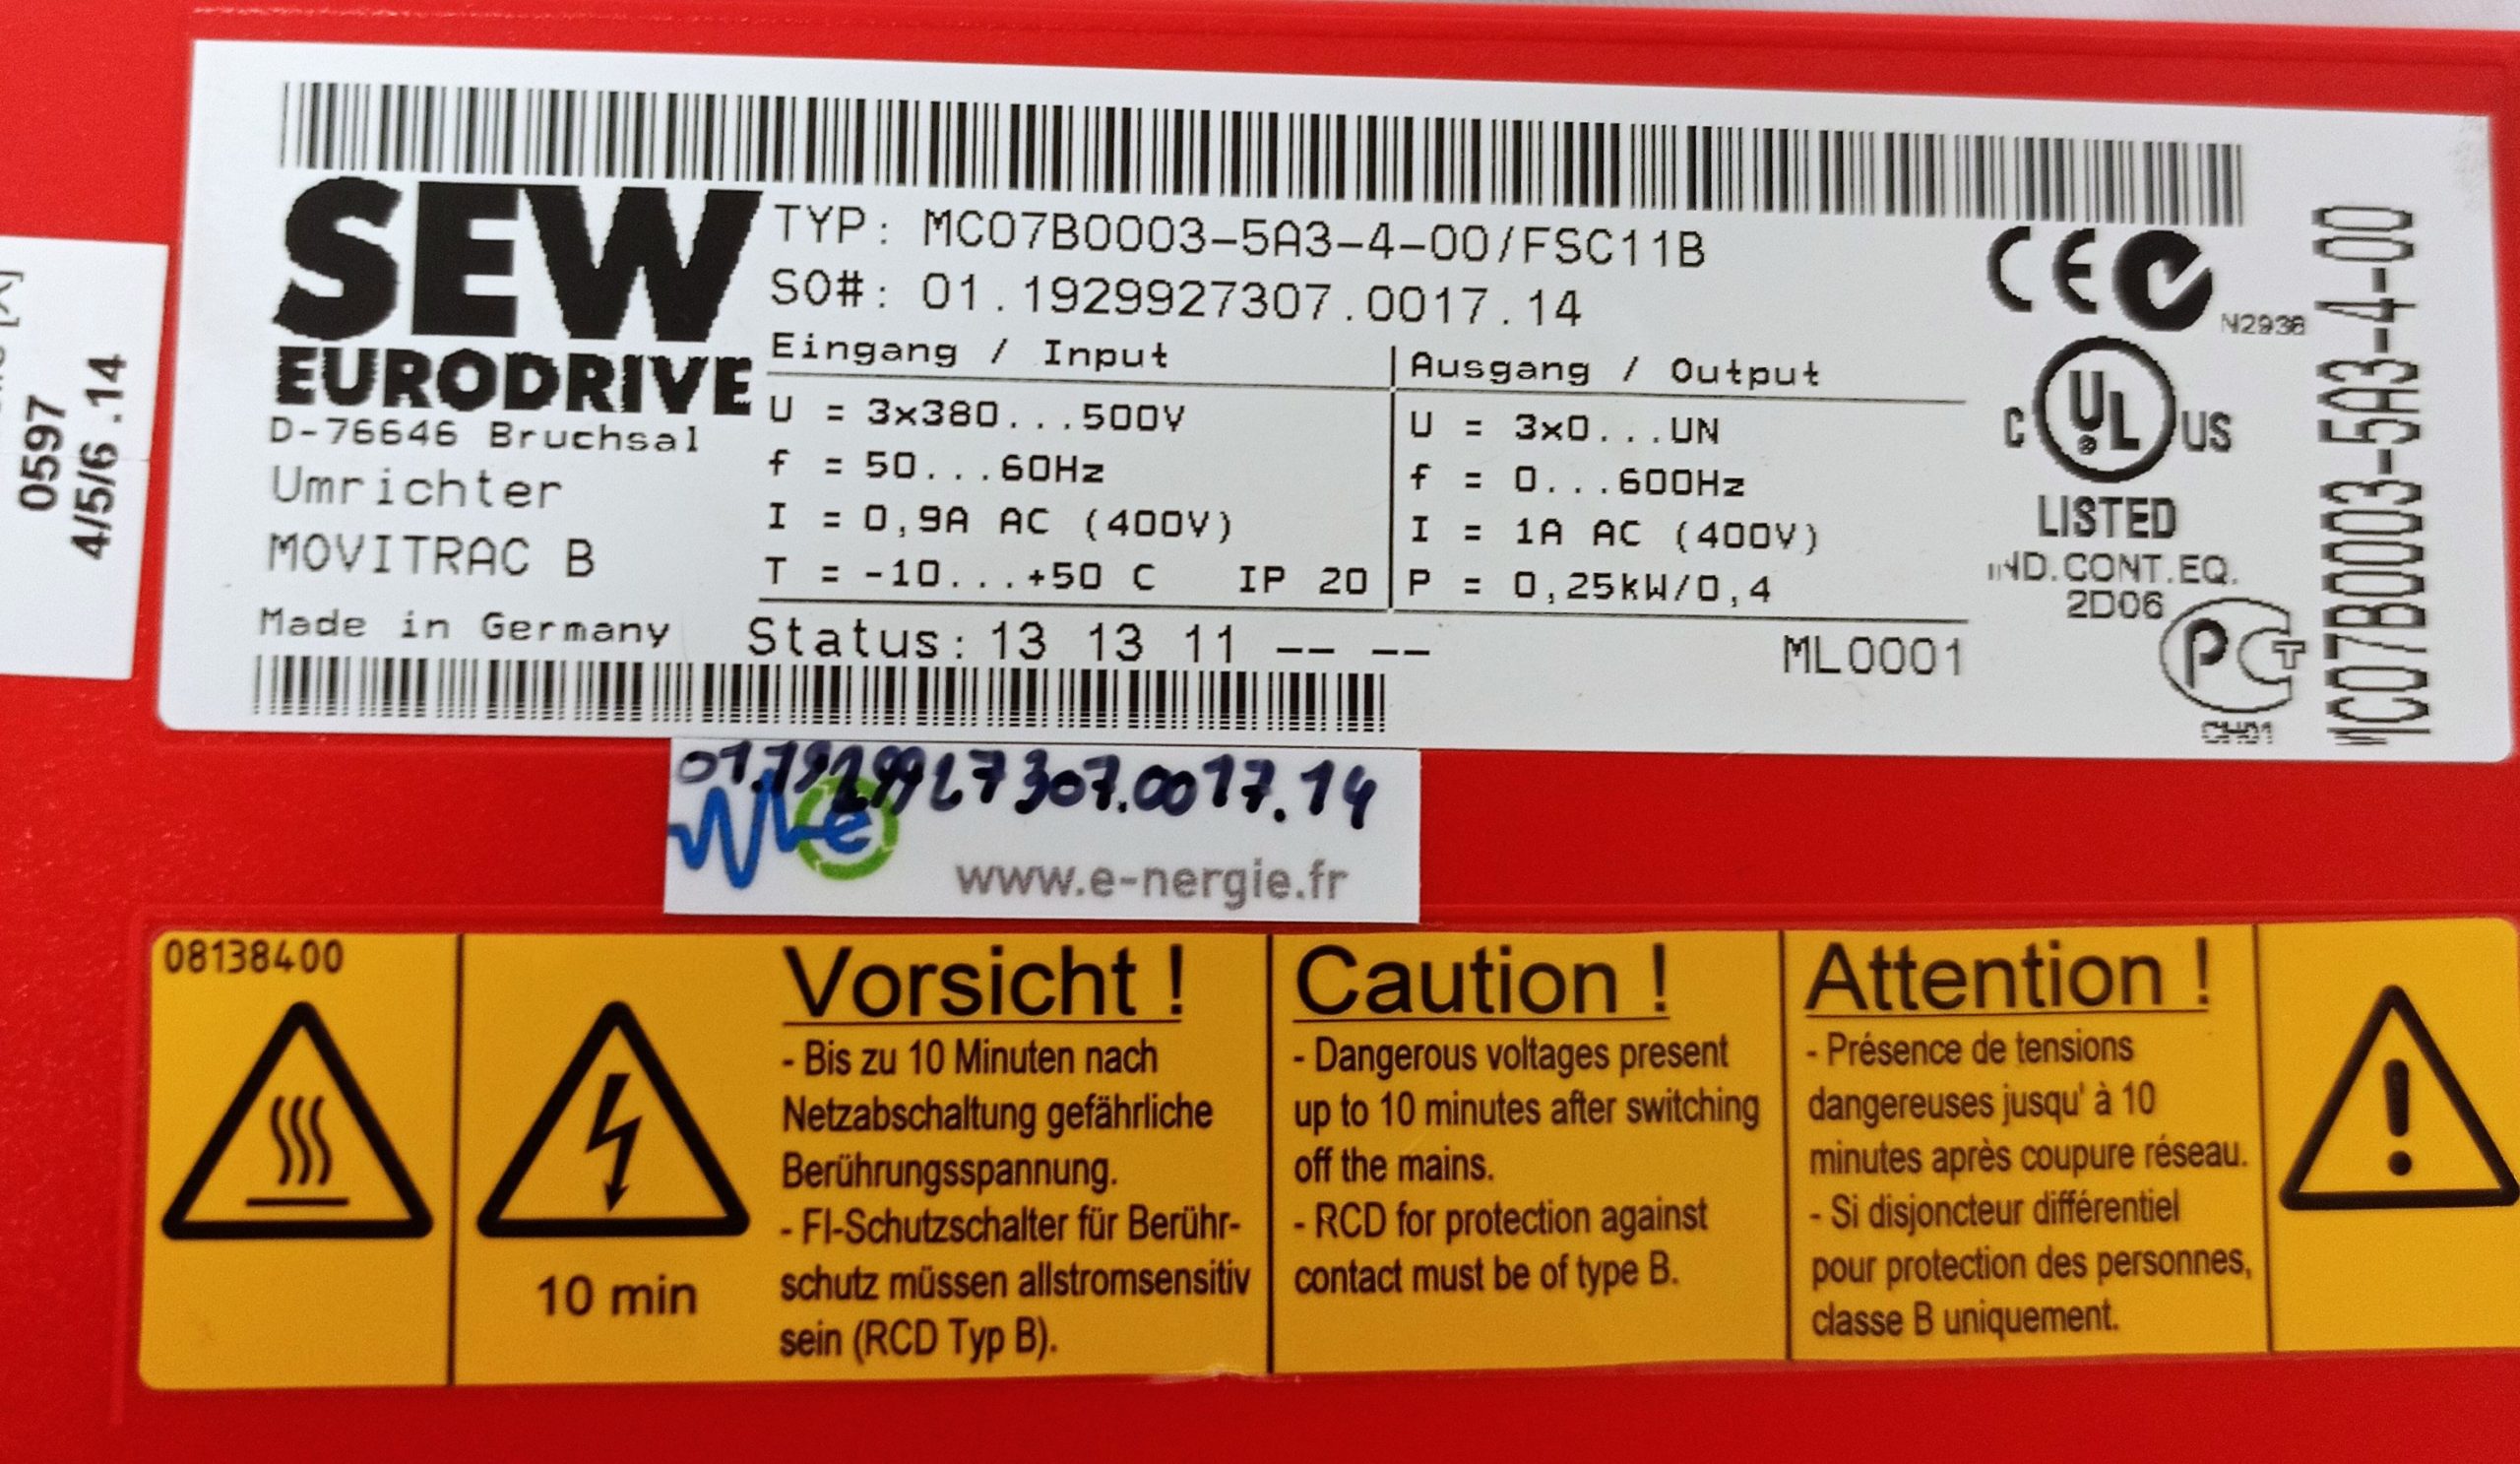 0597
4/5/6 .14
SEW
EURODRIVE
D-76646 Bruchsal
Umrichter
MOVITRAC B
Made in Germany
TYP: MC07B0003-5A3-4-00/FSC11B
SO#: 01.1929927307.0017.14
Eingang / Input
U = 3x380...500V
f = 50...60Hz
I = 0,9A AC (400V)
T = -10...+50 C IP 20
Ausgang / Output
U = 3x0...UN
f = 0...600Hz
I = 1A AC (400V)
P = 0,25kW/0,4
Status: 13 13 11 -- --
ML0001
CE
N2936
C UL US
LISTED
IND.CONT.EQ.
2D06
PCT
CH01
MC07B0003-5A3-4-00
01.1929927307.0017.14
e
www.e-nergie.fr
08138400
10 min
Vorsicht !
- Bis zu 10 Minuten nach
Netzabschaltung gefährliche
Berührungsspannung.
- FI-Schutzschalter für Berühr-
schutz müssen allstromsensitiv
sein (RCD Typ B).
Caution !
- Dangerous voltages present
up to 10 minutes after switching
off the mains.
- RCD for protection against
contact must be of type B.
Attention !
- Présence de tensions
dangereuses jusqu' à 10
minutes après coupure réseau.
- Si disjoncteur différentiel
pour protection des personnes,
classe B uniquement.